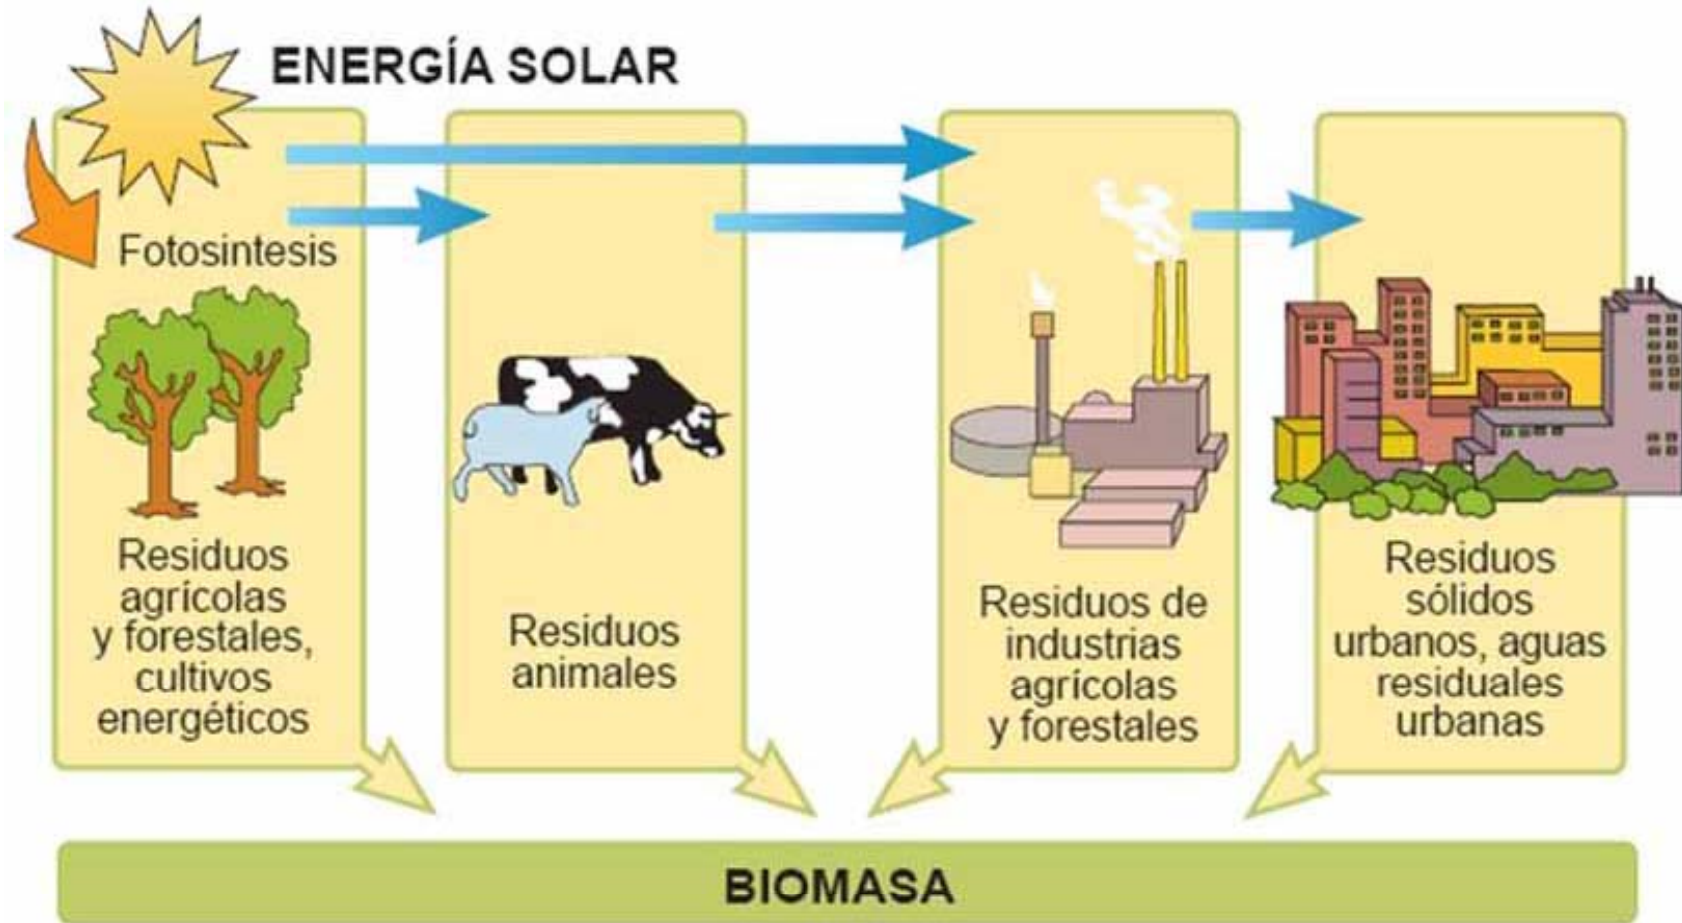 ENERGÍA SOLAR
Fotosintesis
Residuos
agrícolas
y forestales,
cultivos
energéticos
Residuos
animales
Residuos de
industrias
agrícolas
y forestales
Residuos
sólidos
urbanos, aguas
residuales
urbanas
BIOMASA